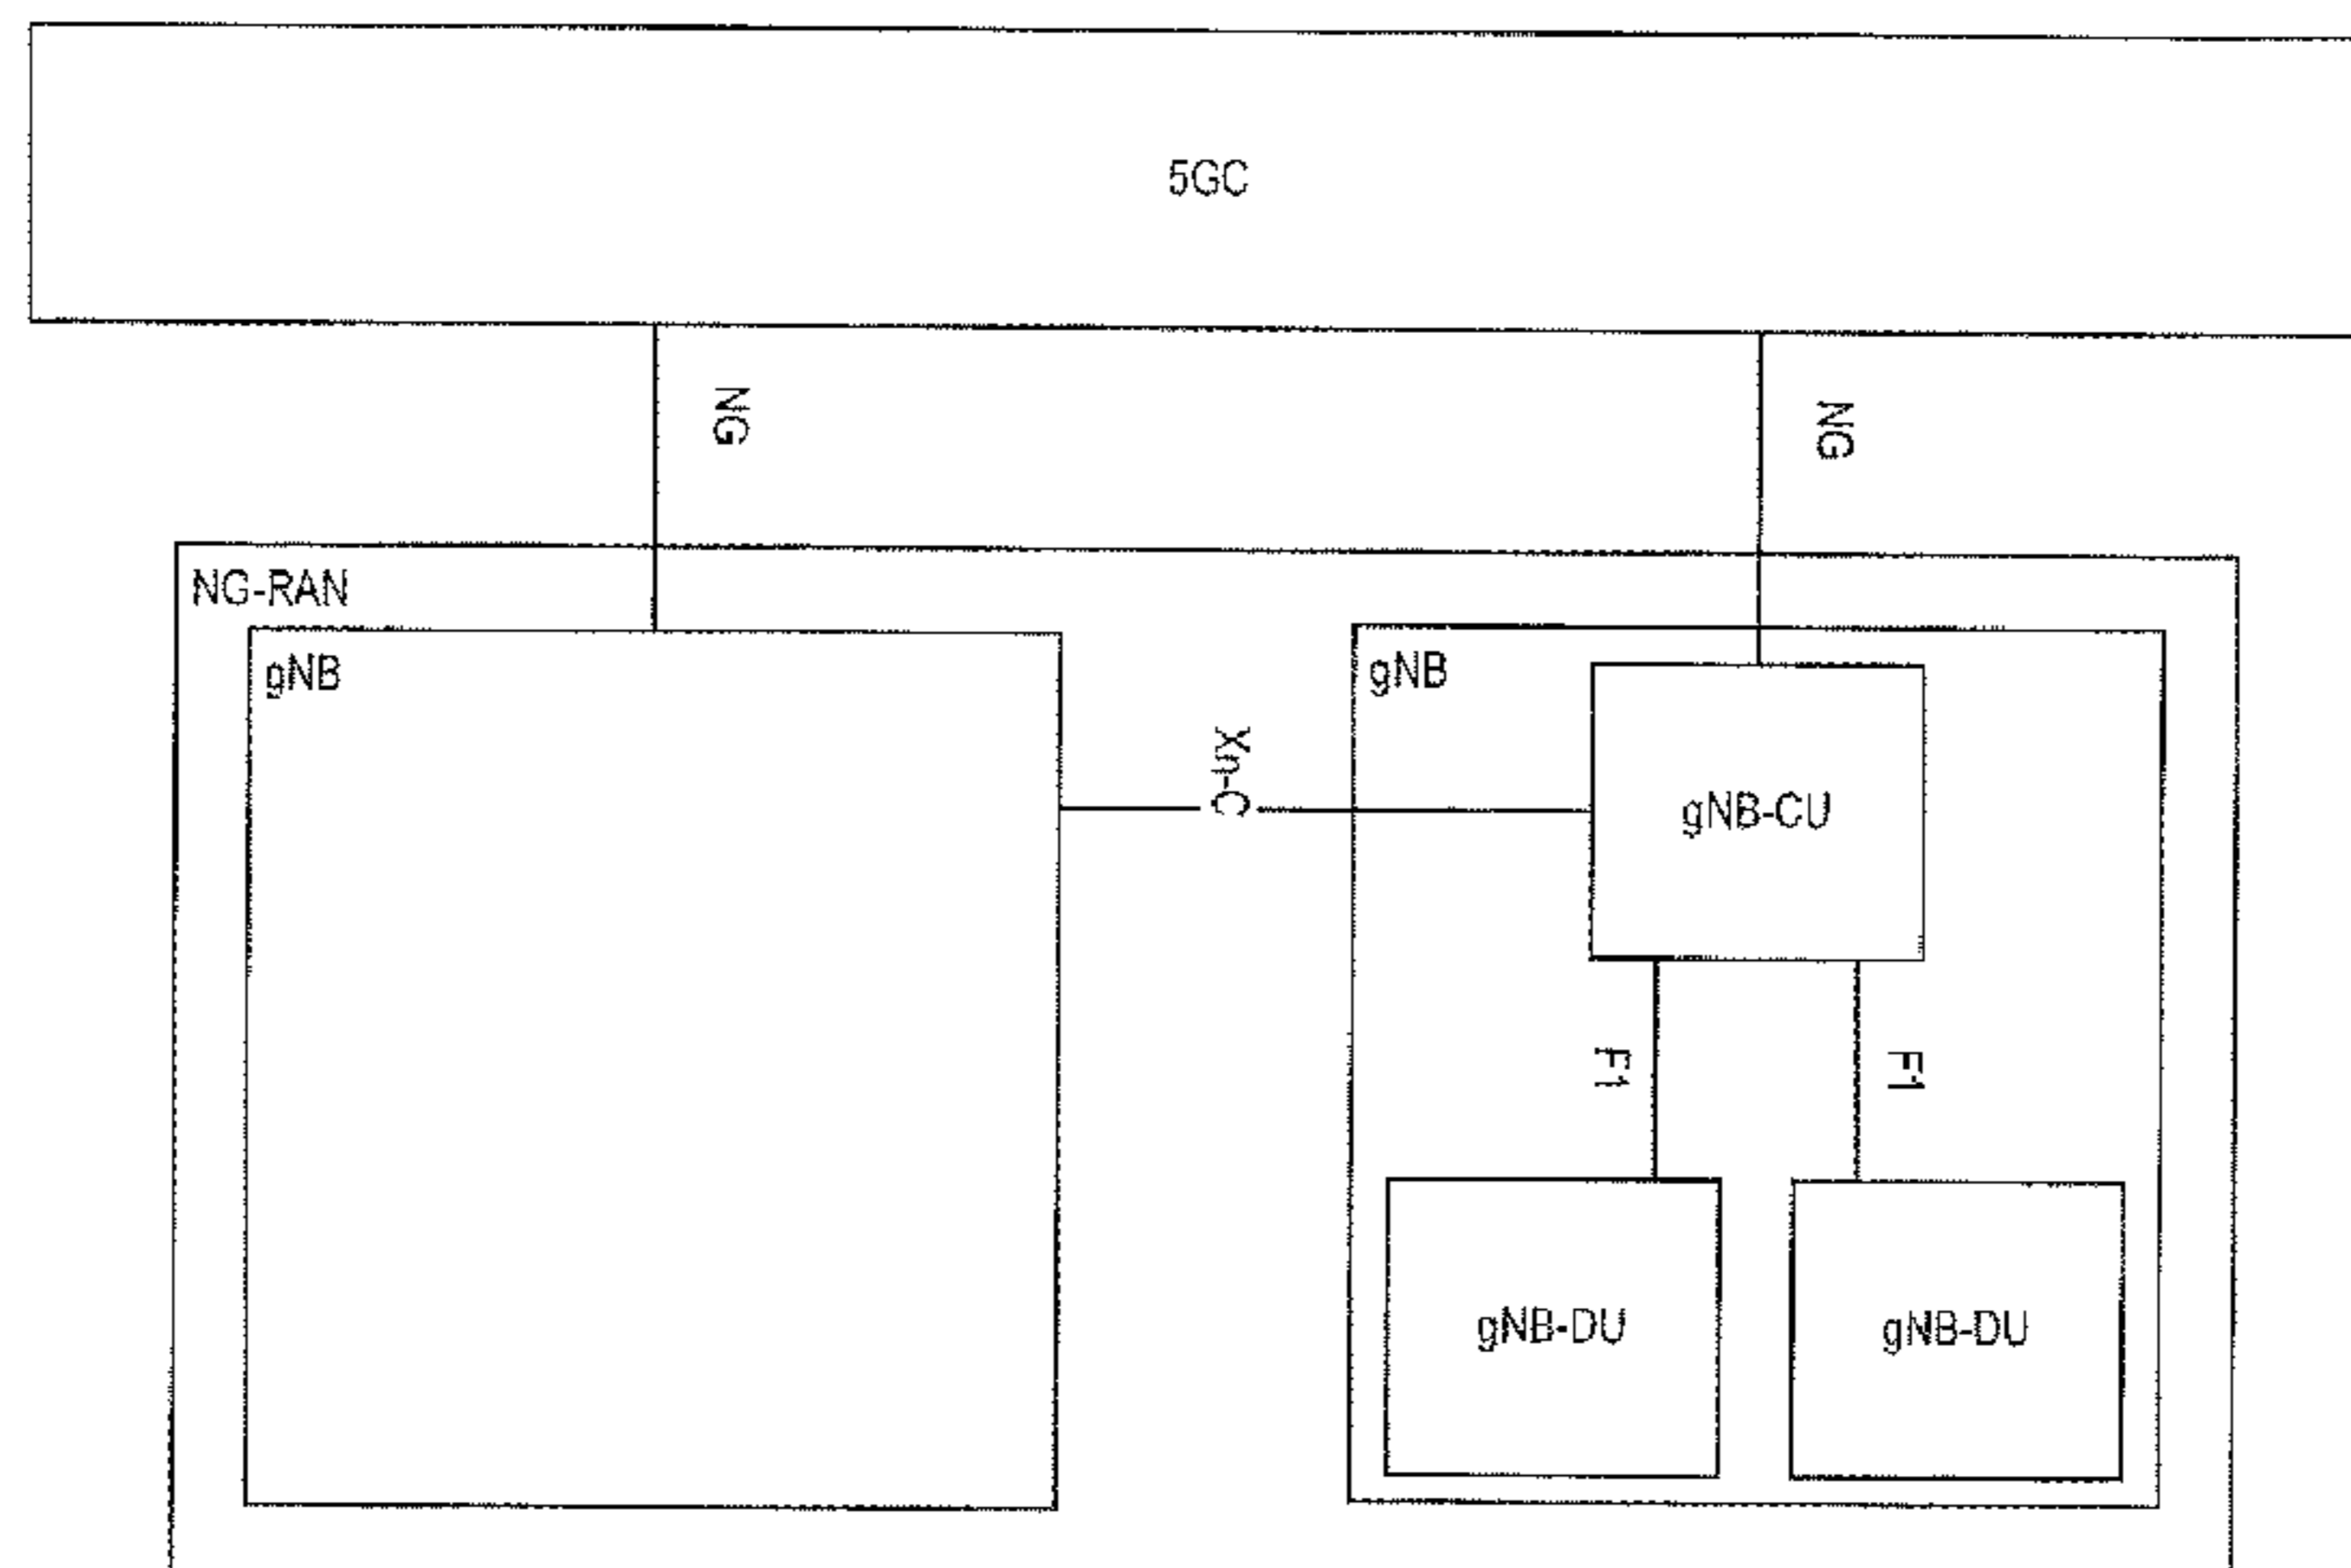 5GC
NG
NG
NG-RAN
gNB
gNB
Xn-C
gNB-CU
F1
F1
gNB-DU
gNB-DU